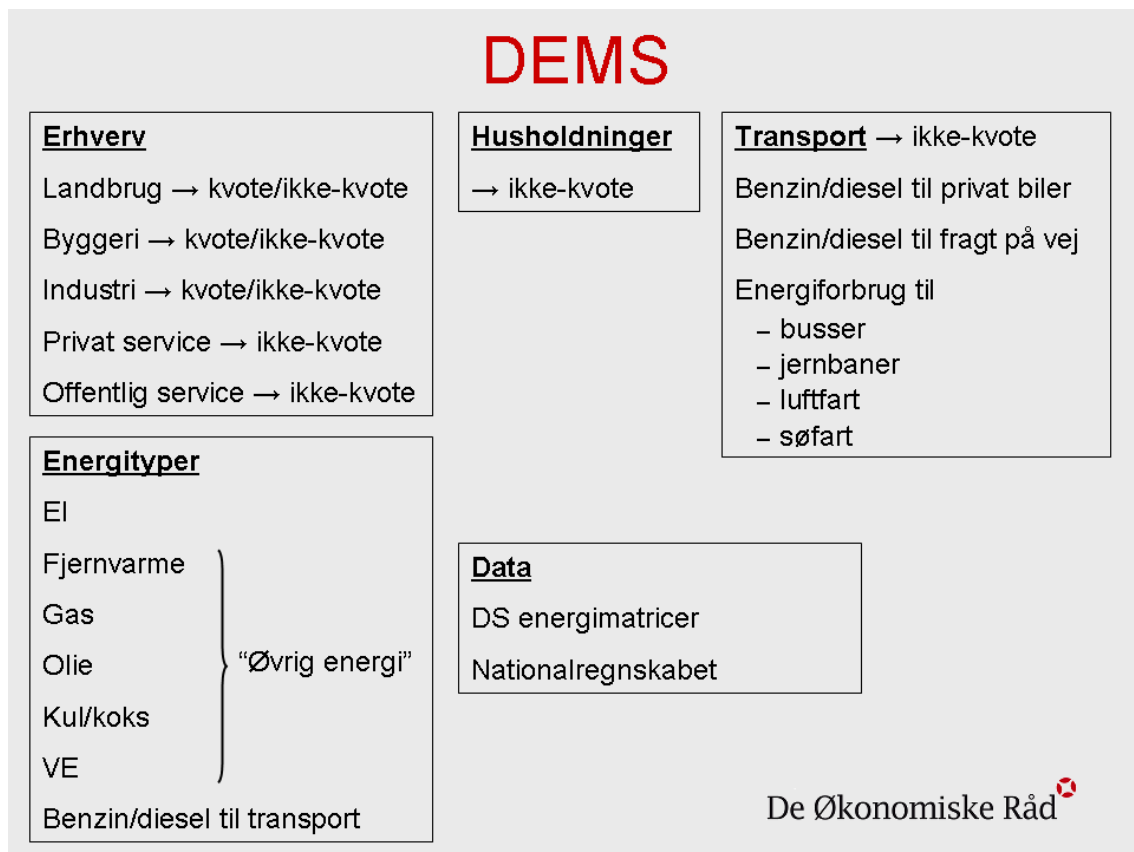 DEMS
Erhverv
Landbrug → kvote/ikke-kvote
Byggeri → kvote/ikke-kvote
Industri → kvote/ikke-kvote
Privat service → ikke-kvote
Offentlig service → ikke-kvote
Husholdninger
→ ikke-kvote
Transport → ikke-kvote
Benzin/diesel til privat biler
Benzin/diesel til fragt på vej
Energiforbrug til
– busser
– jernbaner
– luftfart
– søfart
Energityper
El
Fjernvarme
Gas
Olie
Kul/koks
VE
“Øvrig energi”
Benzin/diesel til transport
Data
DS energimatricer
Nationalregnskabet
De Økonomiske Råd